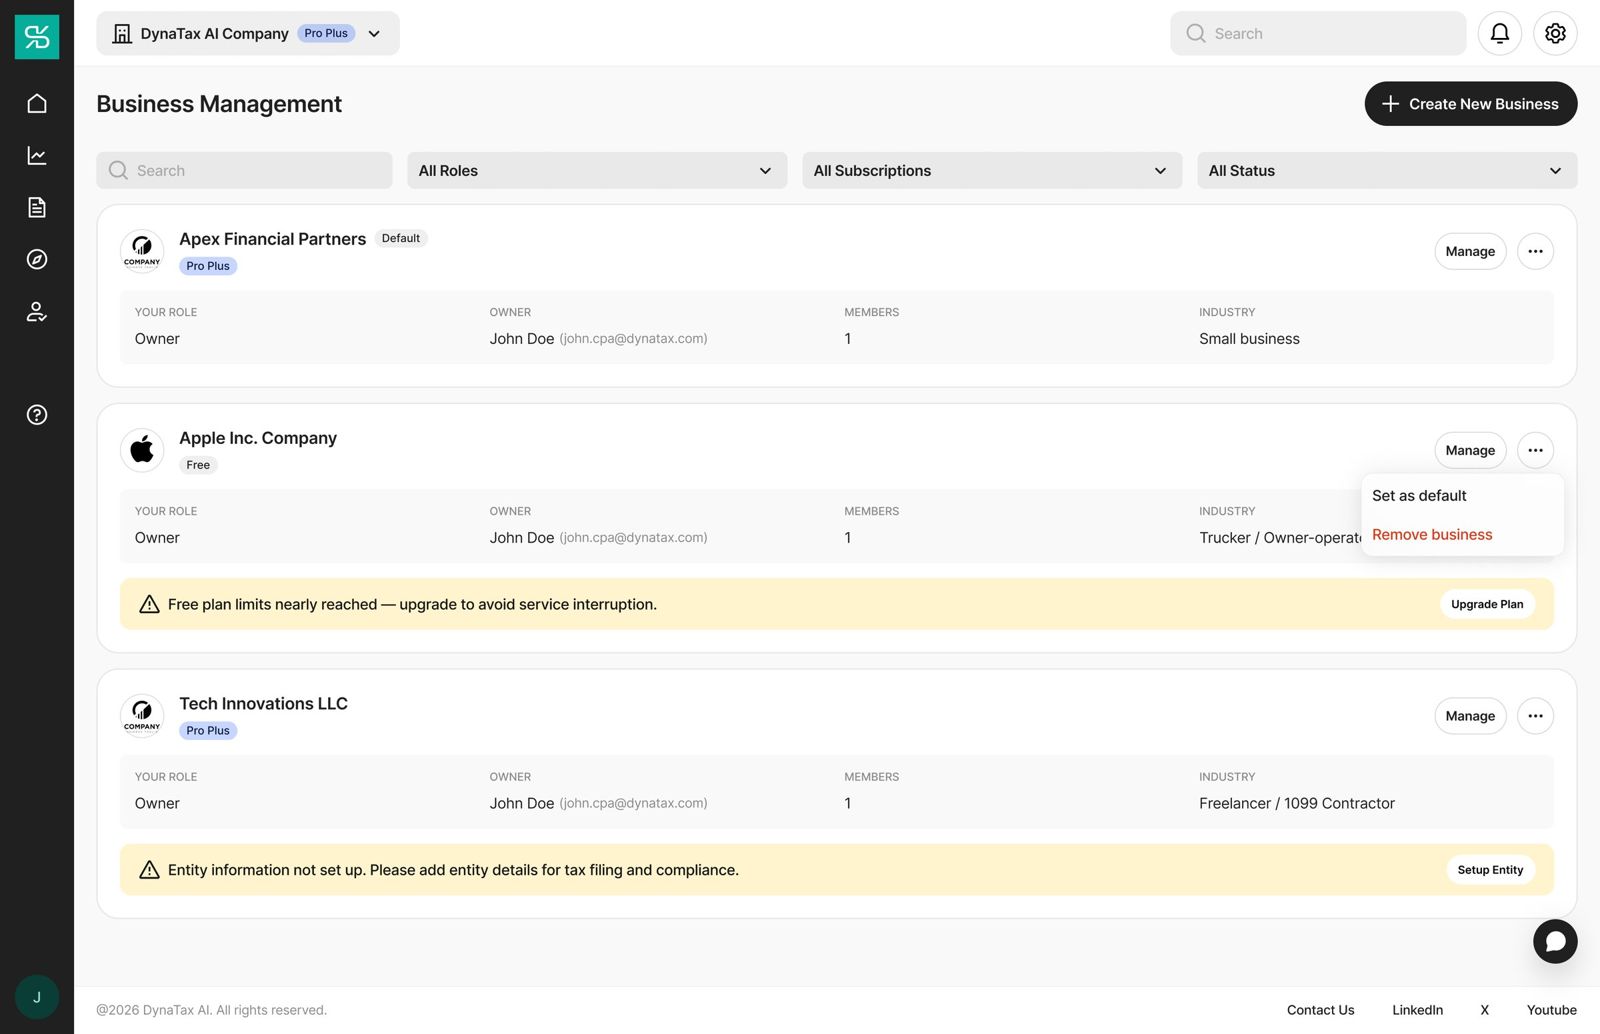 DynaTax AI Company Pro Plus
Search
Business Management
Create New Business
Search
All Roles
All Subscriptions
All Status
COMPANY
Apex Financial Partners Default
Pro Plus
Manage
YOUR ROLE OWNER MEMBERS INDUSTRY
Owner John Doe (john.cpa@dynatax.com) 1 Small business
Apple Inc. Company
Free
Manage
Set as default
Remove business
YOUR ROLE OWNER MEMBERS INDUSTRY
Owner John Doe (john.cpa@dynatax.com) 1 Trucker / Owner-operat
Free plan limits nearly reached — upgrade to avoid service interruption.
Upgrade Plan
COMPANY
Tech Innovations LLC
Pro Plus
Manage
YOUR ROLE OWNER MEMBERS INDUSTRY
Owner John Doe (john.cpa@dynatax.com) 1 Freelancer / 1099 Contractor
Entity information not set up. Please add entity details for tax filing and compliance.
Setup Entity
J
@2026 DynaTax AI. All rights reserved.
Contact Us LinkedIn X Youtube